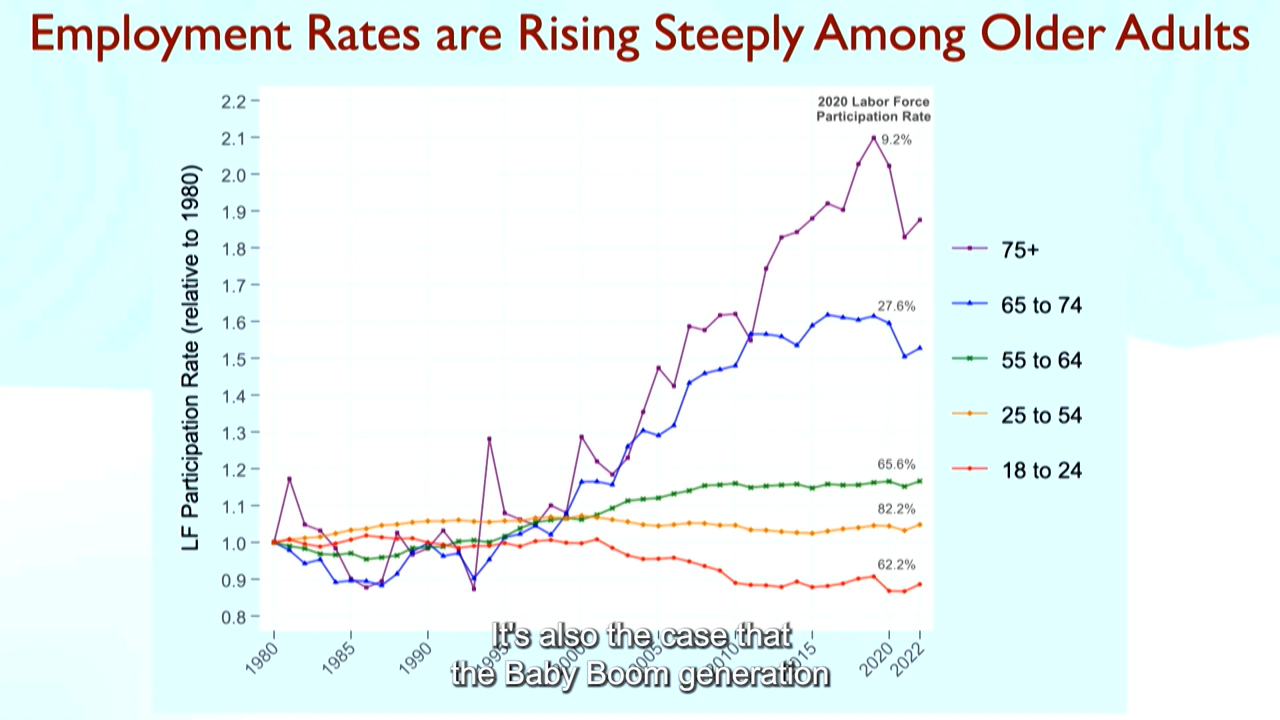 Employment Rates are Rising Steeply Among Older Adults
2020 Labor Force
Participation Rate
LF Participation Rate (relative to 1980)
2.2
2.1
2.0
1.9
1.8
1.7
1.6
1.5
1.4
1.3
1.2
1.1
1.0
0.9
0.8
9.2%
27.6%
65.6%
82.2%
62.2%
75+
65 to 74
55 to 64
25 to 54
18 to 24
1980
1985
1990
2020
2022
It's also the case that
the Baby Boom generation